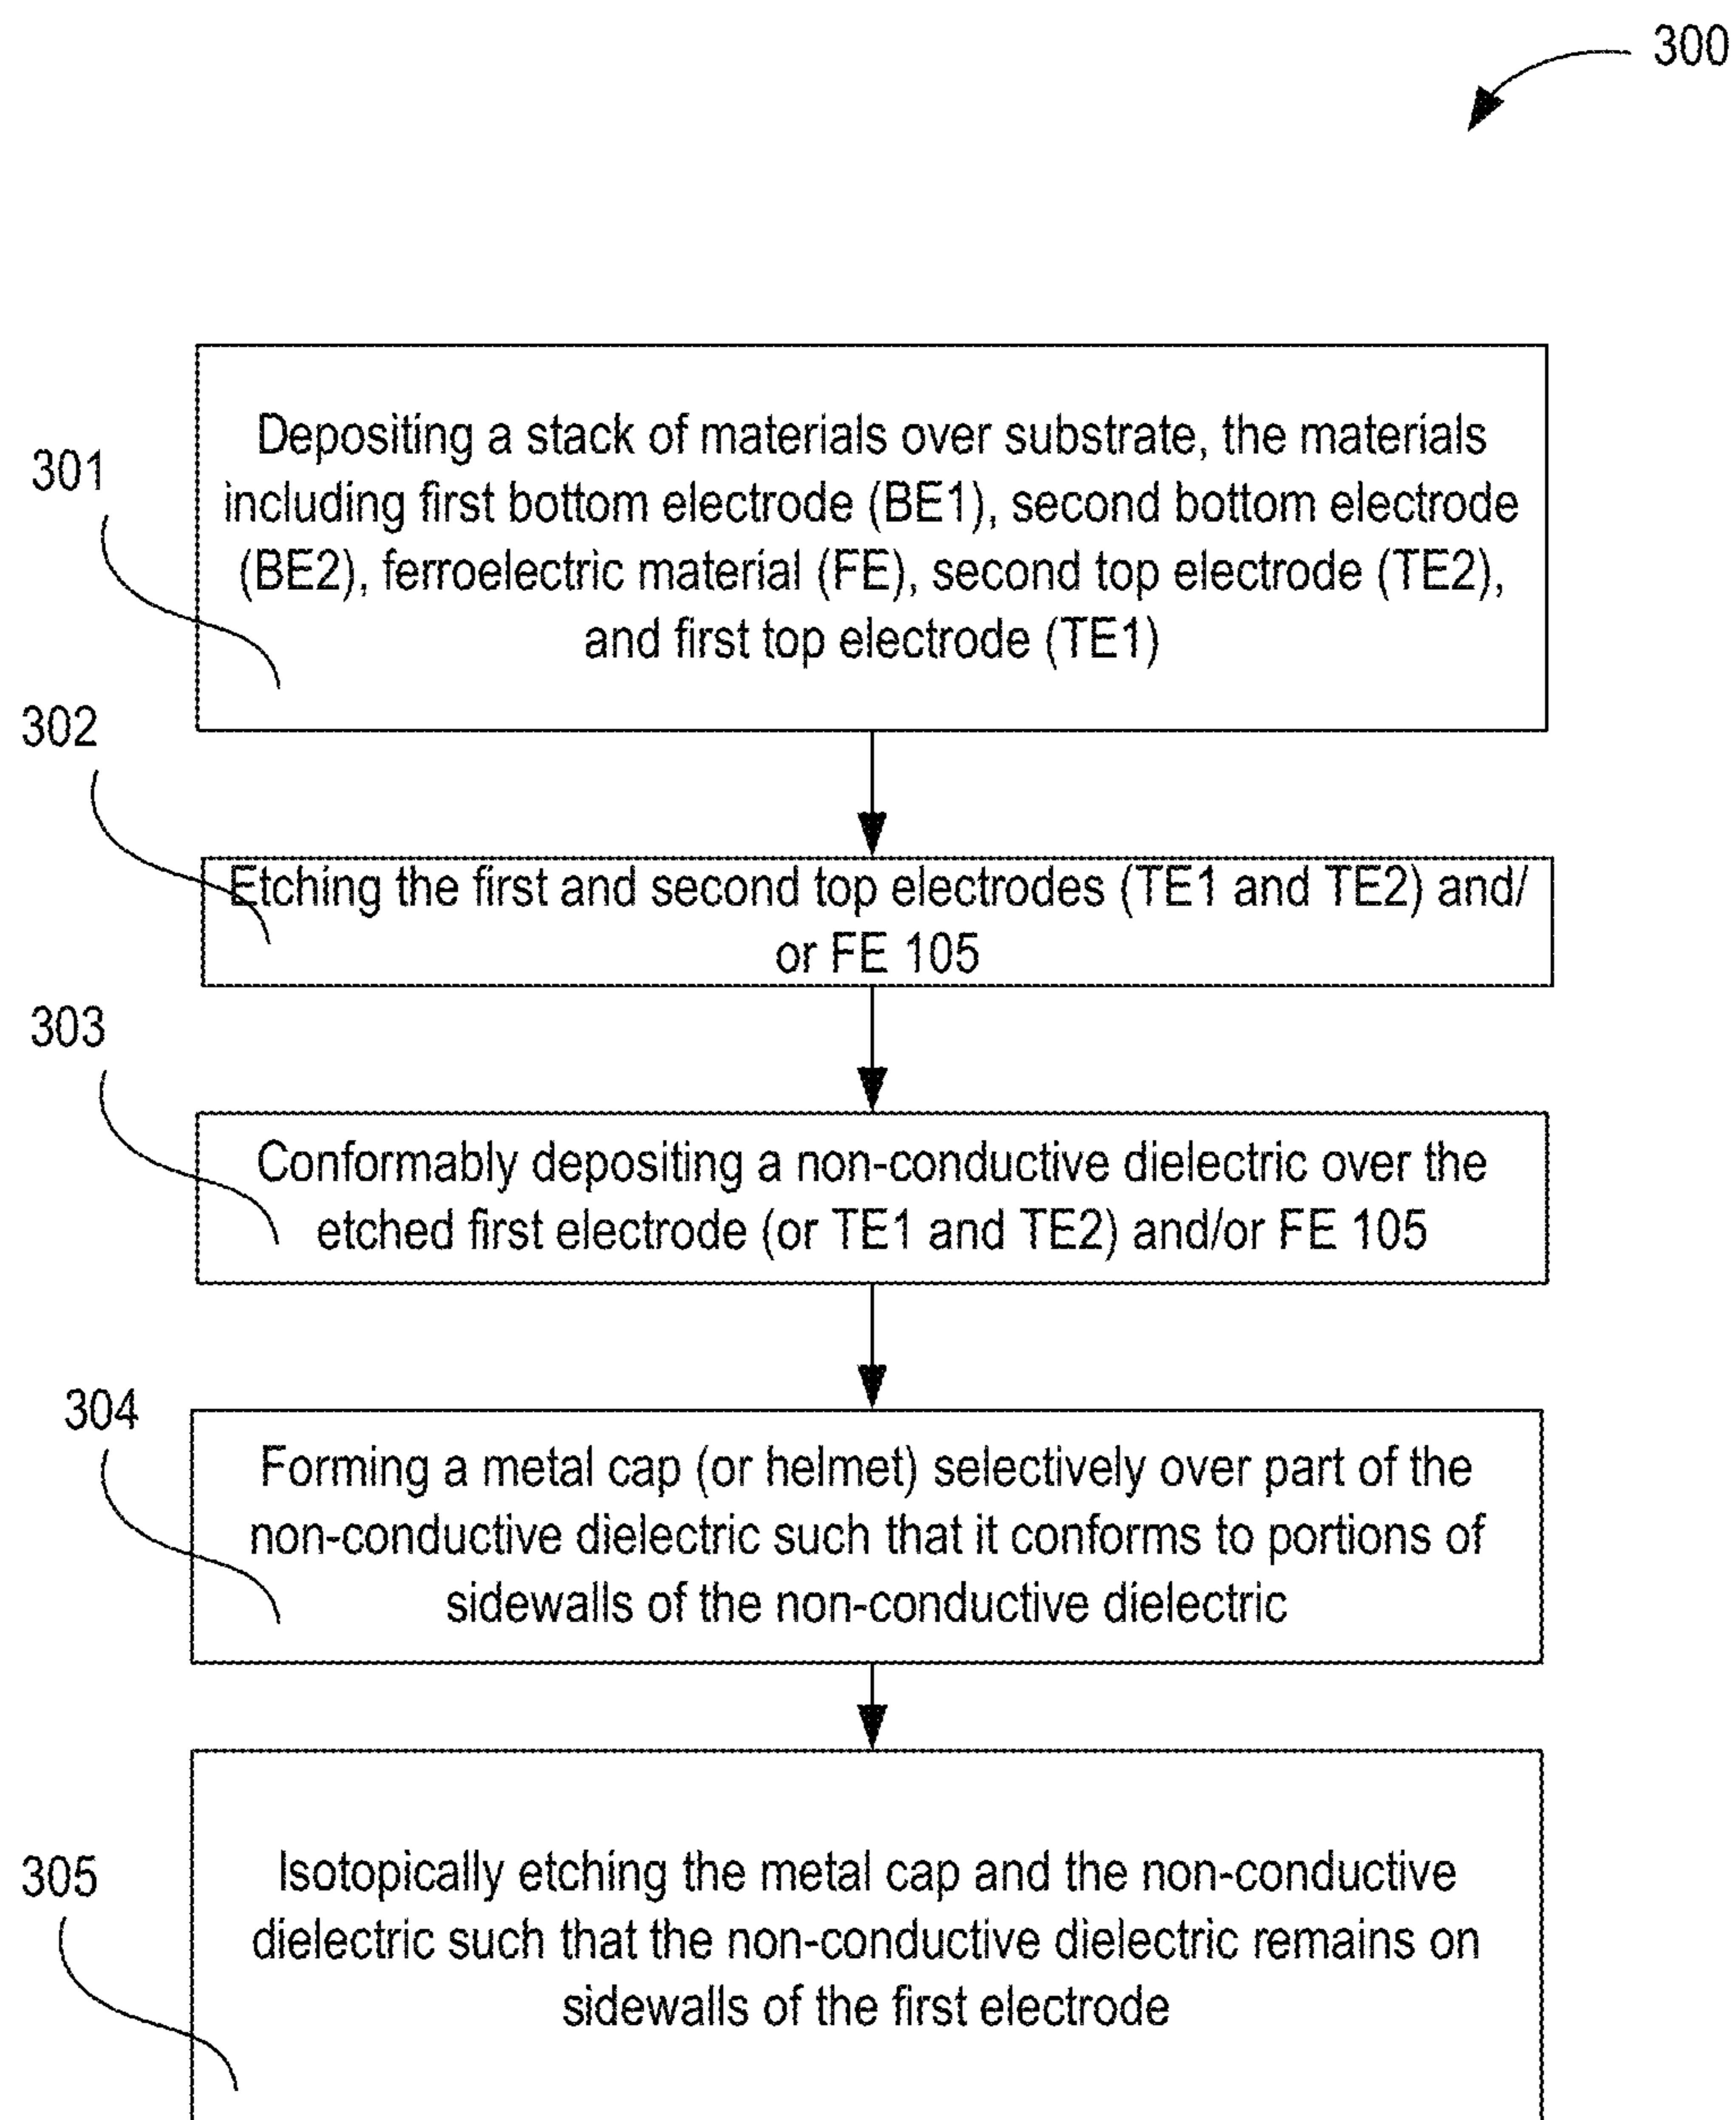 300
301
Depositing a stack of materials over substrate, the materials
including first bottom electrode (BE1), second bottom electrode
(BE2), ferroelectric material (FE), second top electrode (TE2),
and first top electrode (TE1)
302
Etching the first and second top electrodes (TE1 and TE2) and/
or FE 105
303
Conformably depositing a non-conductive dielectric over the
etched first electrode (or TE1 and TE2) and/or FE 105
304
Forming a metal cap (or helmet) selectively over part of the
non-conductive dielectric such that it conforms to portions of
sidewalls of the non-conductive dielectric
305
Isotopically etching the metal cap and the non-conductive
dielectric such that the non-conductive dielectric remains on
sidewalls of the first electrode